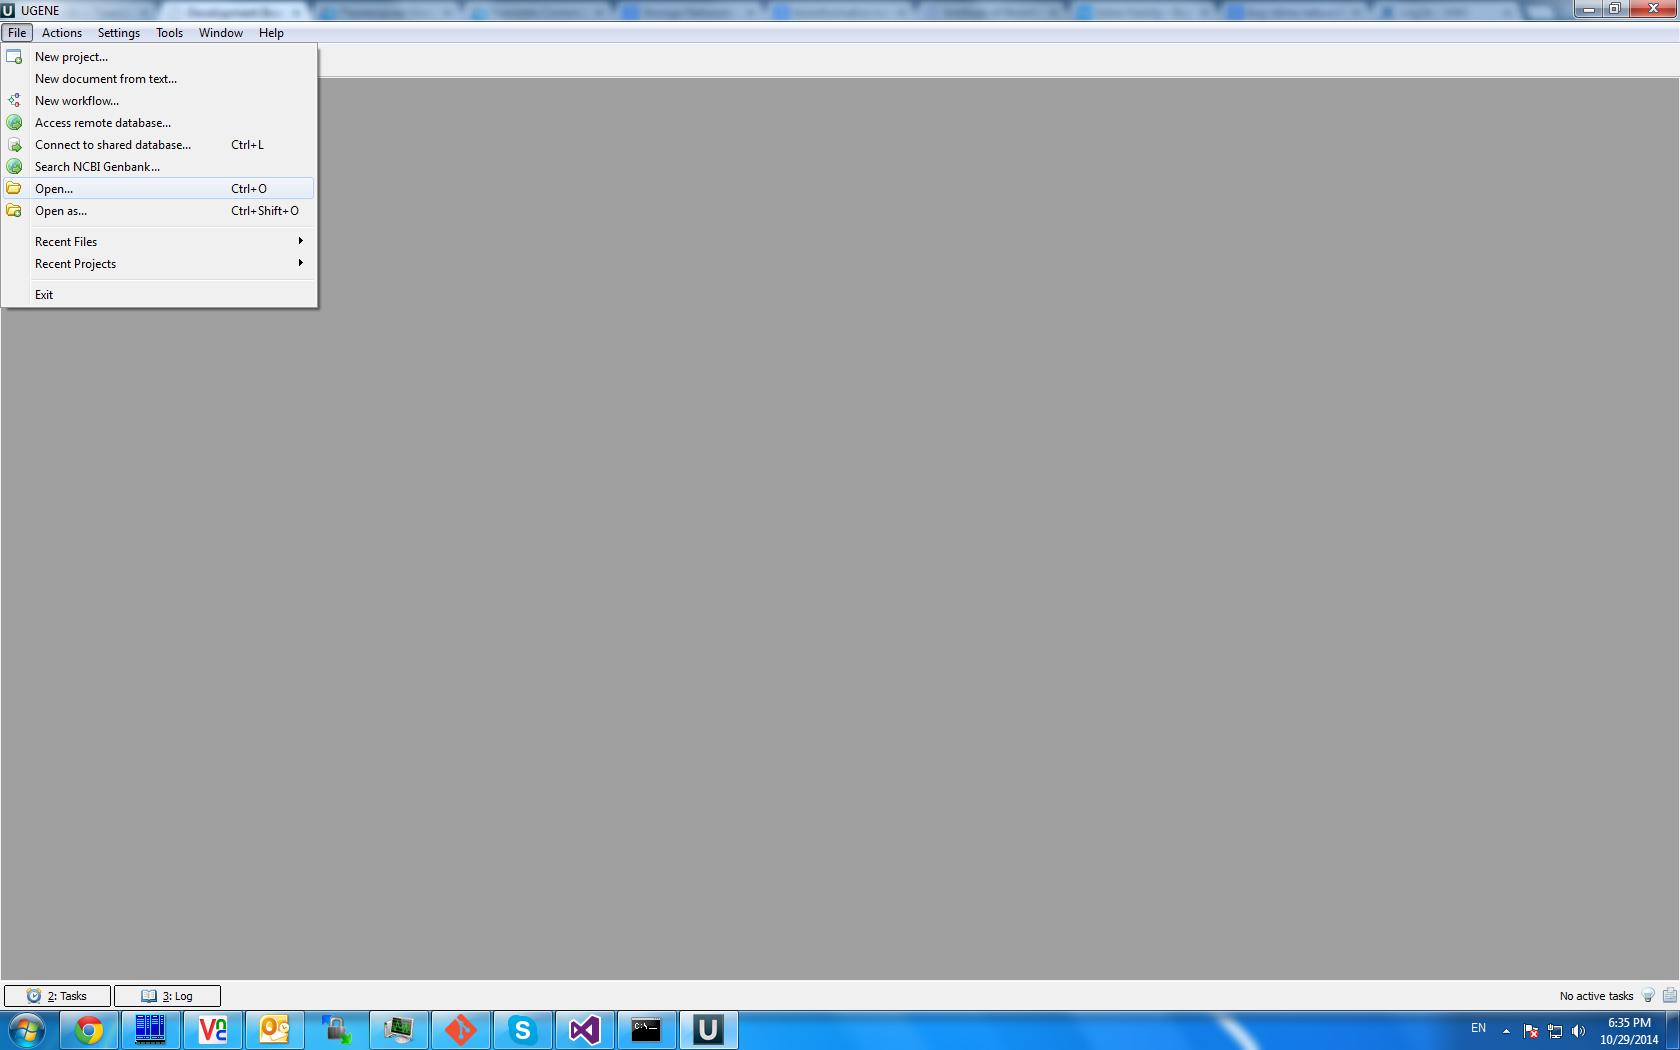 UGENE
File Actions Settings Tools Window Help
New project...
New document from text...
New workflow...
Access remote database...
Connect to shared database... Ctrl+L
Search NCBI Genbank...
Open... Ctrl+O
Open as... Ctrl+Shift+O
Recent Files
Recent Projects
Exit
2: Tasks 3: Log No active tasks
EN 6:35 PM
10/29/2014